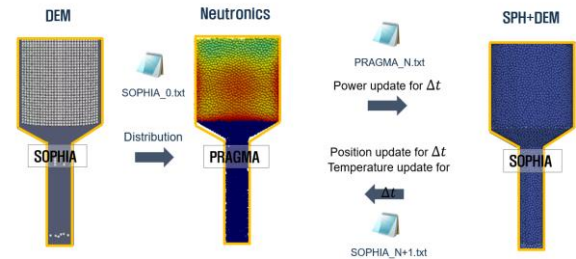 DEM
Neutronics
SPH+DEM
SOPHIA_0.txt
PRAGMA_N.txt
Power update for Δt
Distribution
SOPHIA
PRAGMA
Position update for Δt
Temperature update for
Δt
SOPHIA
SOPHIA_N+1.txt